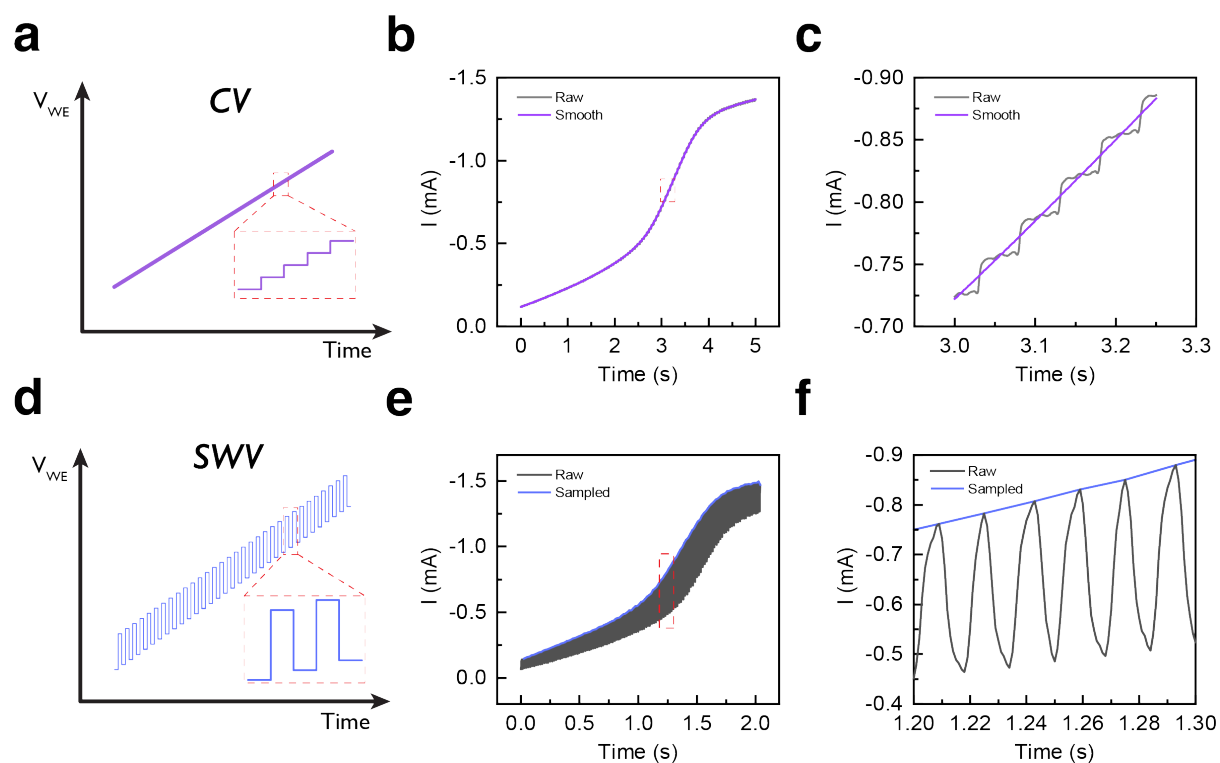 a
CV
V_WE
Time
b
-1.5
-1.0
-0.5
0.0
I (mA)
Raw
Smooth
0 1 2 3 4 5
Time (s)
c
-0.90
-0.85
-0.80
-0.75
-0.70
I (mA)
Raw
Smooth
3.0 3.1 3.2 3.3
Time (s)
d
SWV
V_WE
Time
e
-1.5
-1.0
-0.5
0.0
I (mA)
Raw
Sampled
0.0 0.5 1.0 1.5 2.0
Time (s)
f
-0.9
-0.8
-0.7
-0.6
-0.5
-0.4
I (mA)
Raw
Sampled
1.20 1.22 1.24 1.26 1.28 1.30
Time (s)